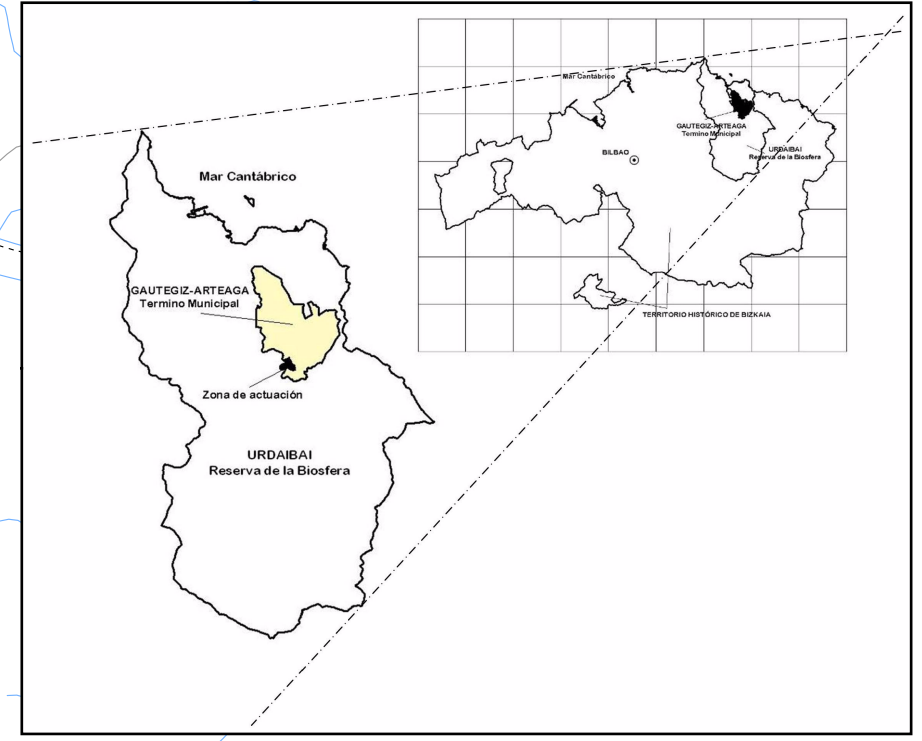 Mar Cantábrico
GAUTEGIZ-ARTEAGA
Termino Municipal
Zona de actuación
URDAIBAI
Reserva de la Biosfera
Mar Cantábrico
GAUTEGIZ-ARTEAGA
Termino Municipal
URDAIBAI
Reserva de la Biosfera
BILBAO
TERRITORIO HISTÓRICO DE BIZKAIA